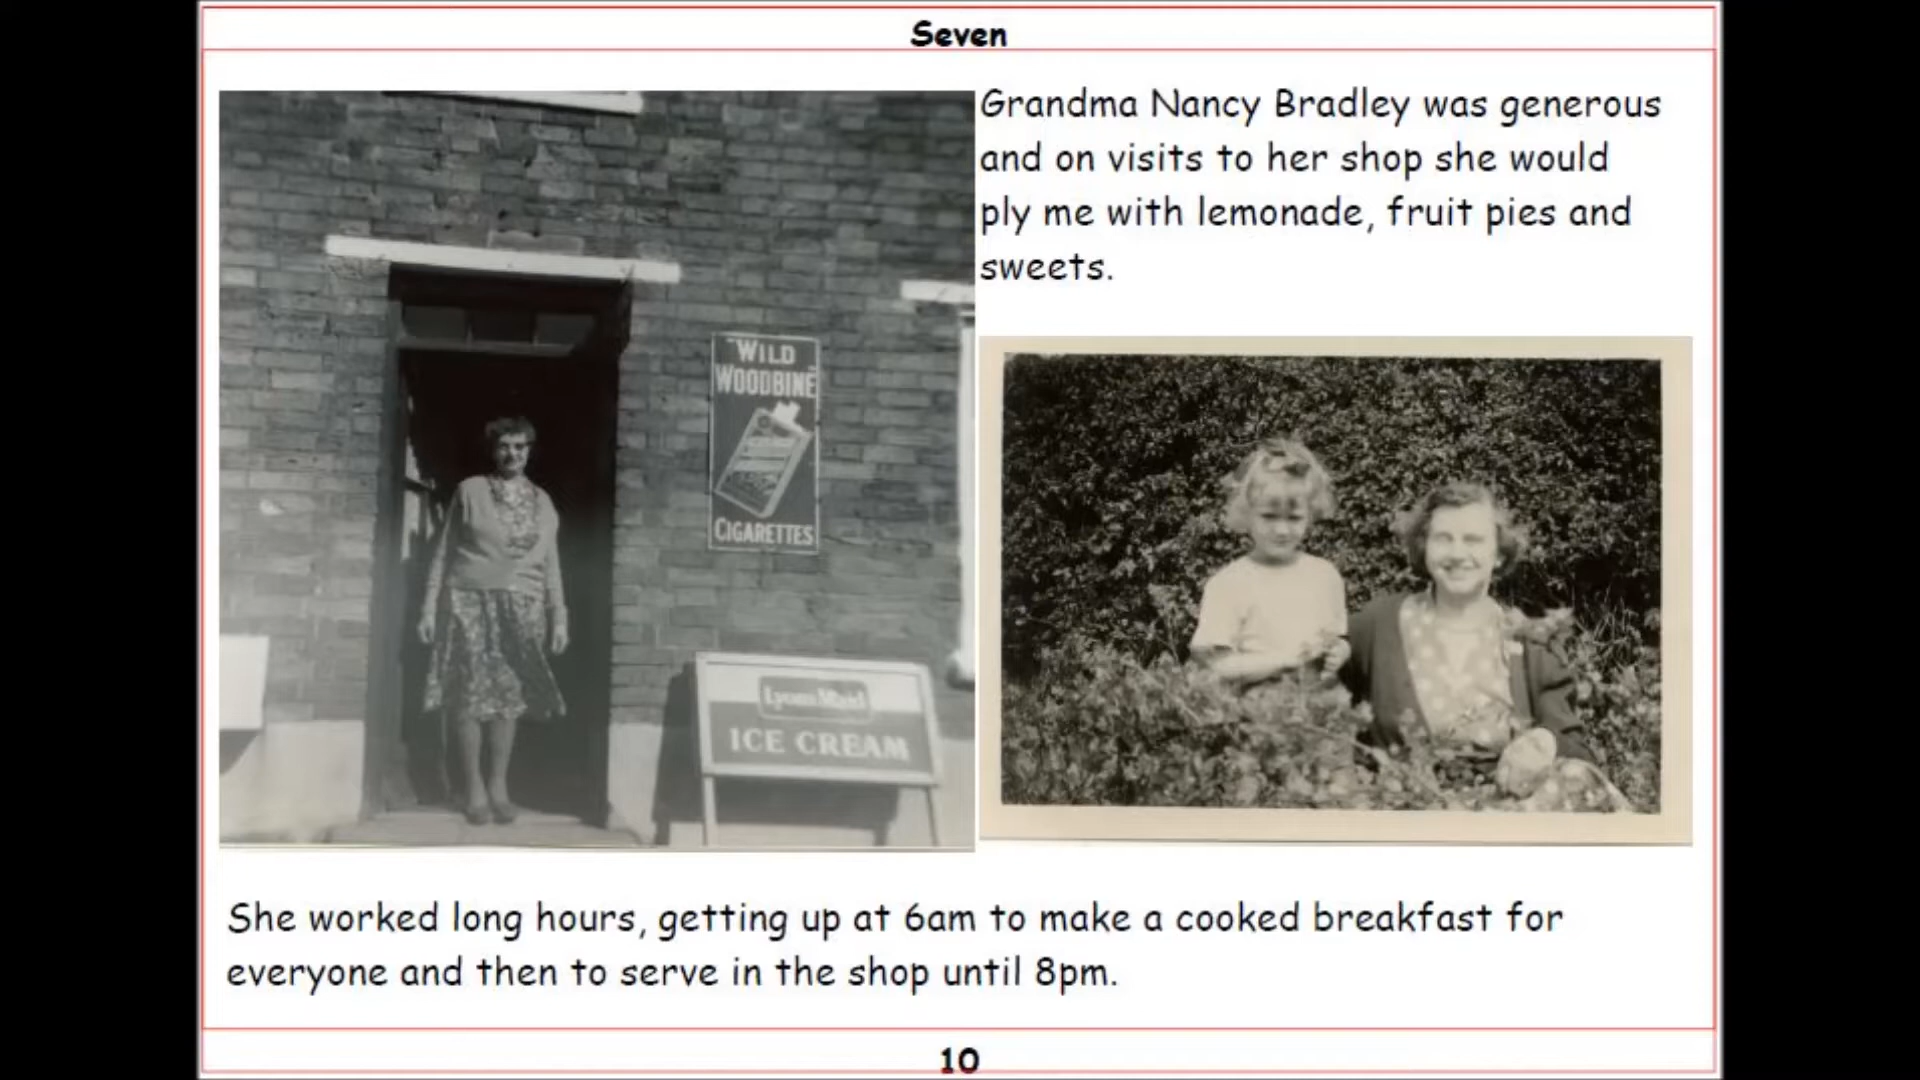 Seven
Grandma Nancy Bradley was generous
and on visits to her shop she would
ply me with lemonade, fruit pies and
sweets.
"WILD
WOODBINE"
CIGARETTES
Lyons Maid
ICE CREAM
She worked long hours, getting up at 6am to make a cooked breakfast for
everyone and then to serve in the shop until 8pm.
10